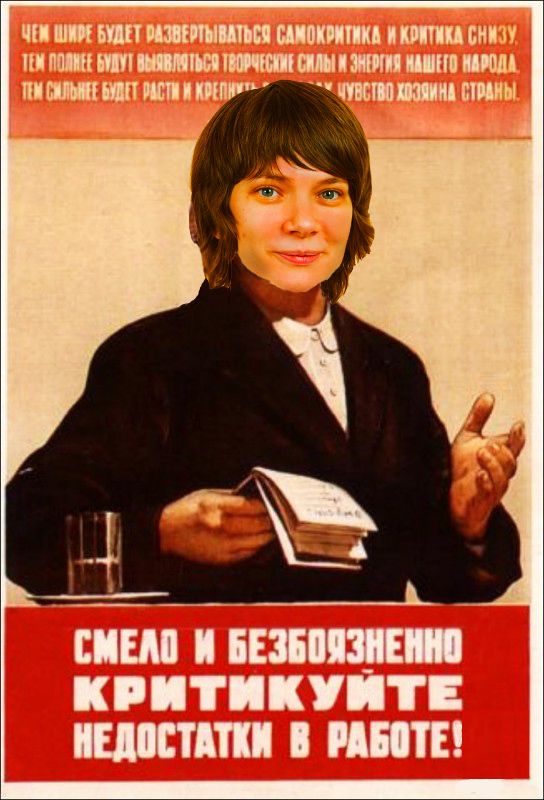 ЧЕМ ШИРЕ БУДЕТ РАЗВЕРТЫВАТЬСЯ САМОКРИТИКА И КРИТИКА СНИЗУ,
ТЕМ ПОЛНЕЕ БУДУТ ВЫЯВЛЯТЬСЯ ТВОРЧЕСКИЕ СИЛЫ И ЭНЕРГИЯ НАШЕГО НАРОДА,
ТЕМ СИЛЬНЕЕ БУДЕТ РАСТИ И КРЕПНУТЬ ЧУВСТВО ХОЗЯИНА СТРАНЫ.
СМЕЛО И БЕЗБОЯЗНЕННО
КРИТИКУЙТЕ
НЕДОСТАТКИ В РАБОТЕ!